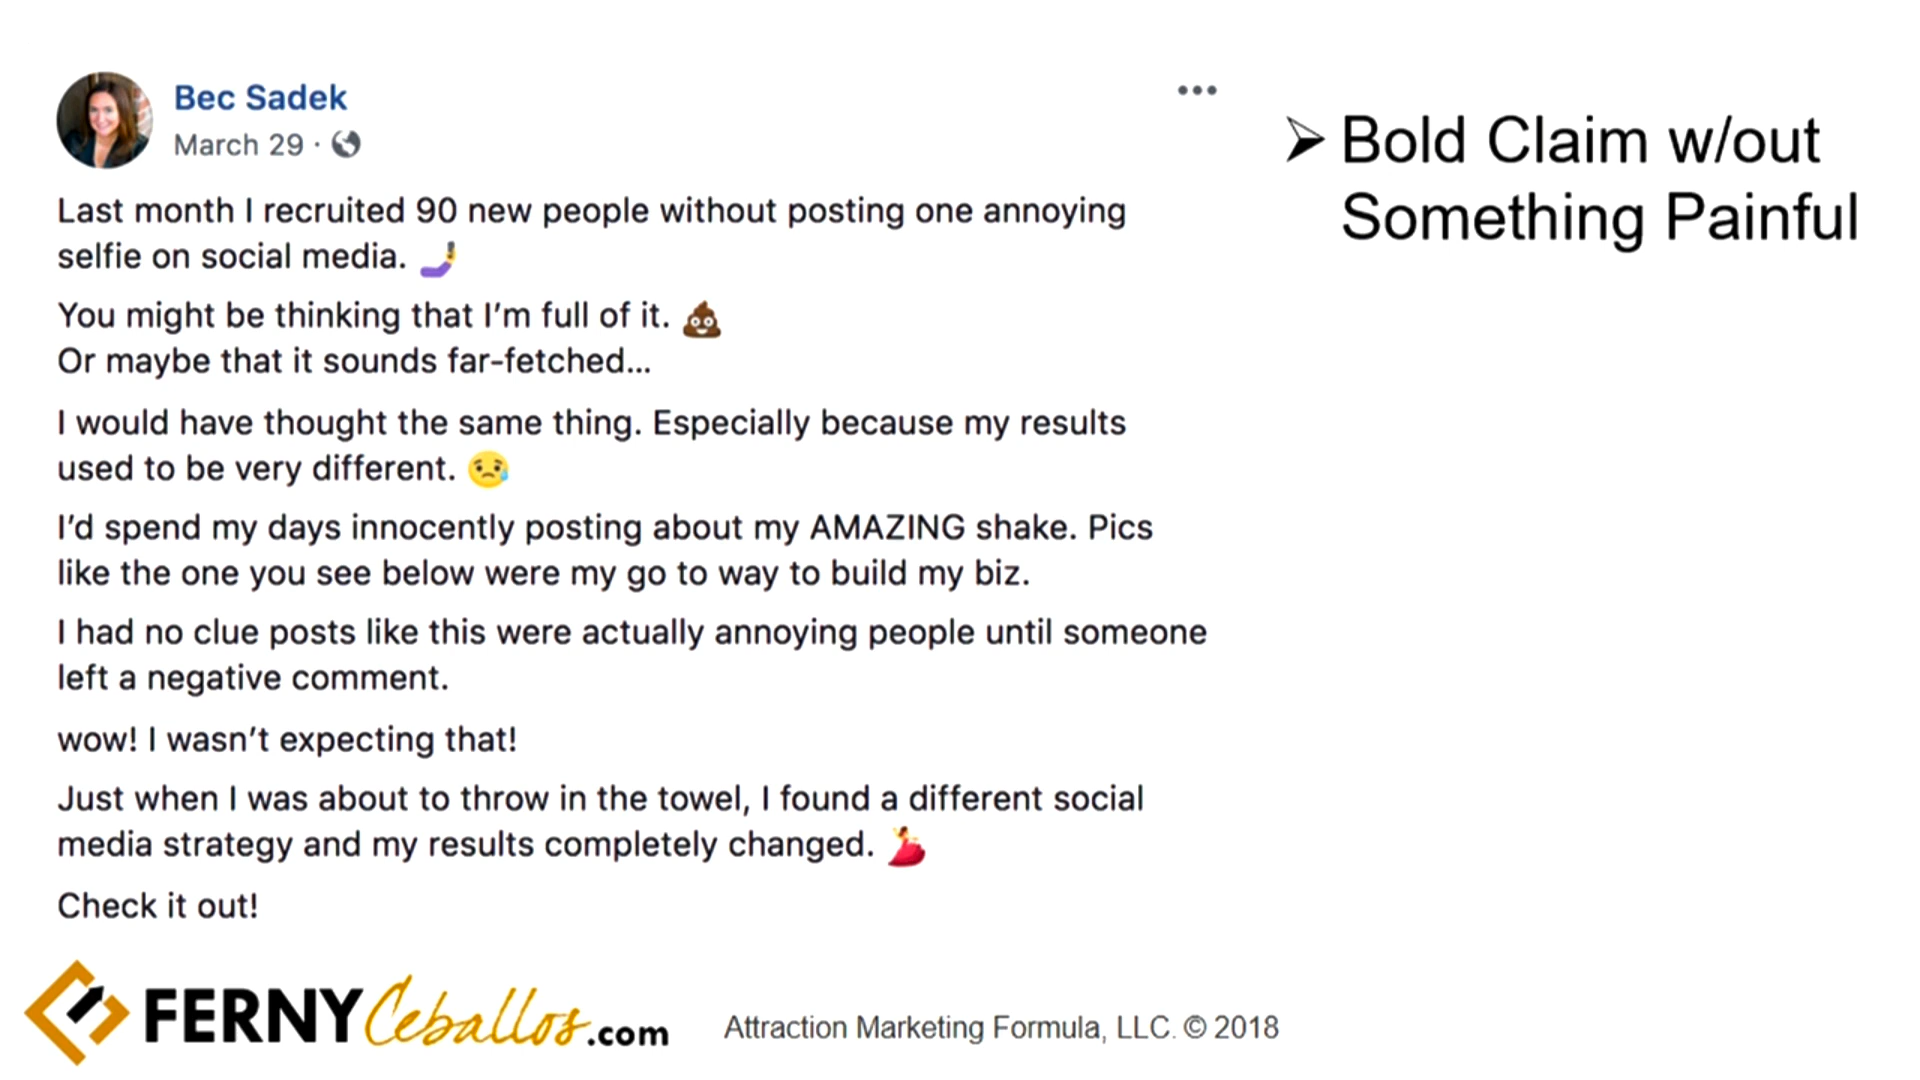 Bec Sadek
March 29 ·
Last month I recruited 90 new people without posting one annoying
selfie on social media. 🤳
You might be thinking that I'm full of it. 💩
Or maybe that it sounds far-fetched...
I would have thought the same thing. Especially because my results
used to be very different. 😥
I'd spend my days innocently posting about my AMAZING shake. Pics
like the one you see below were my go to way to build my biz.
I had no clue posts like this were actually annoying people until someone
left a negative comment.
wow! I wasn't expecting that!
Just when I was about to throw in the towel, I found a different social
media strategy and my results completely changed. 💃
Check it out!
➢ Bold Claim w/out
Something Painful
FERNY Ceballos.com
Attraction Marketing Formula, LLC. © 2018